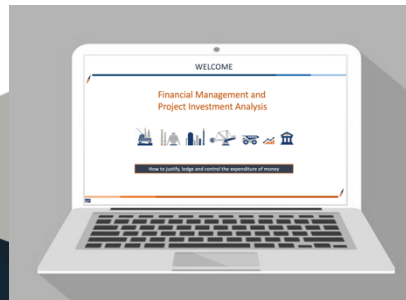 WELCOME
Financial Management and
Project Investment Analysis
How to justify, lodge and control the expenditure of money